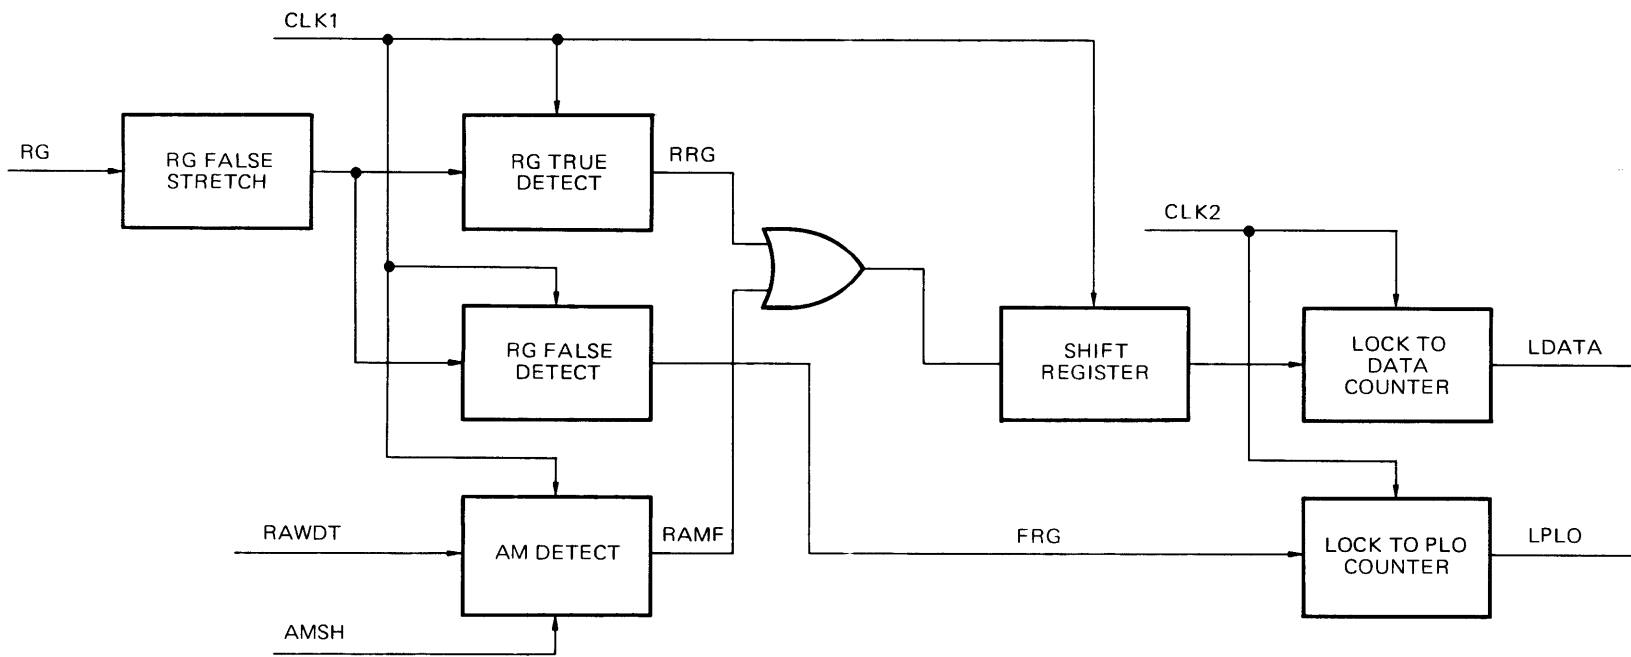 CLK1
RG
RG FALSE
STRETCH
RG TRUE
DETECT
RRG
CLK2
RG FALSE
DETECT
SHIFT
REGISTER
LOCK TO
DATA
COUNTER
LDATA
RAWDT
AM DETECT
RAMF
FRG
LOCK TO PLO
COUNTER
LPLO
AMSH